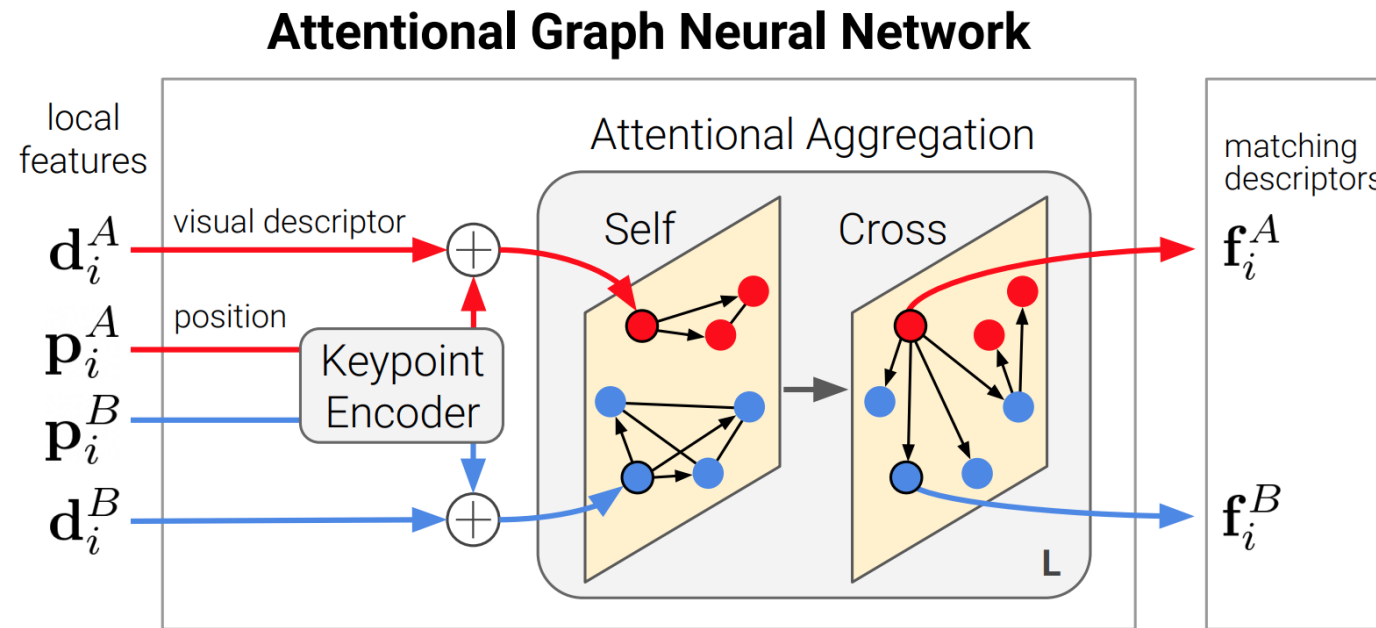 Attentional Graph Neural Network
local
features
Attentional Aggregation
matching
descriptors
visual descriptor
Self
Cross
d_i^A
f_i^A
position
p_i^A
Keypoint
Encoder
p_i^B
d_i^B
f_i^B
L